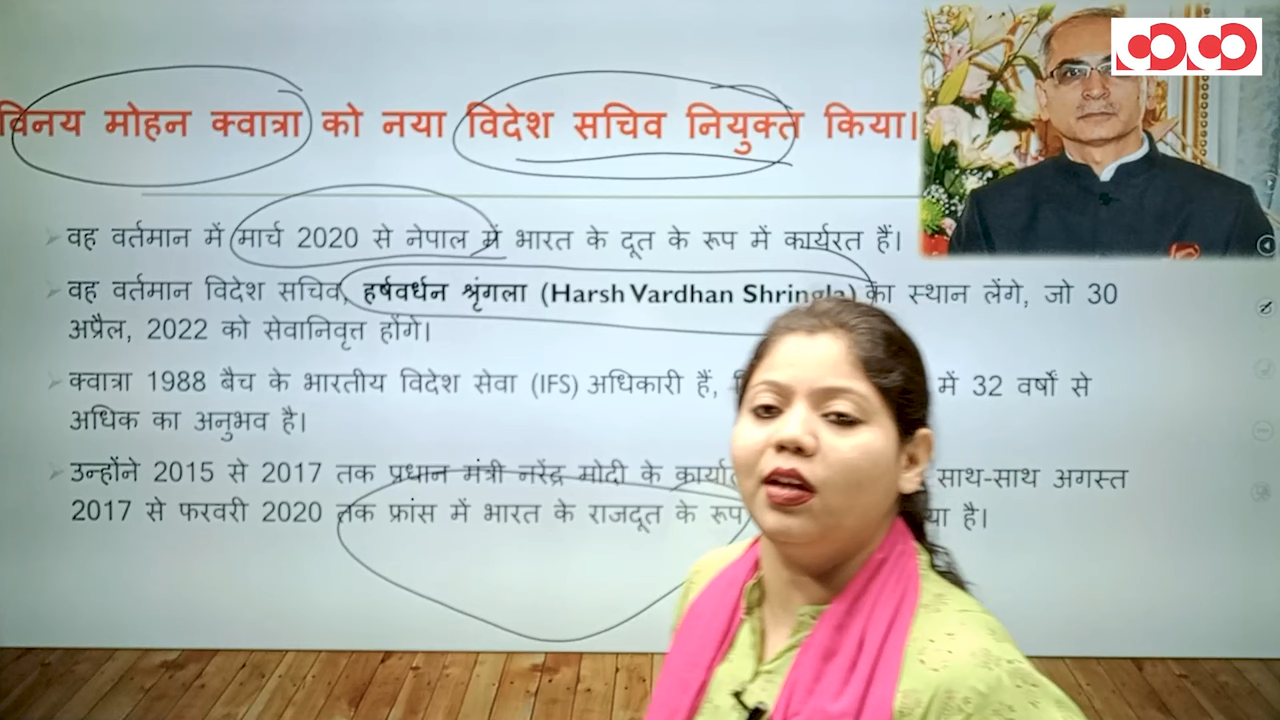 विनय मोहन क्वात्रा को नया विदेश सचिव नियुक्त किया।
वह वर्तमान में मार्च 2020 से नेपाल में भारत के दूत के रूप में कार्यरत हैं।
वह वर्तमान विदेश सचिव, हर्षवर्धन श्रृंगला (Harsh Vardhan Shringla) का स्थान लेंगे, जो 30
अप्रैल, 2022 को सेवानिवृत्त होंगे।
क्वात्रा 1988 बैच के भारतीय विदेश सेवा (IFS) अधिकारी हैं, में 32 वर्षों से
अधिक का अनुभव है।
उन्होंने 2015 से 2017 तक प्रधान मंत्री नरेंद्र मोदी के साथ-साथ अगस्त
2017 से फरवरी 2020 तक फ्रांस में भारत के राजदूत के रूप है।